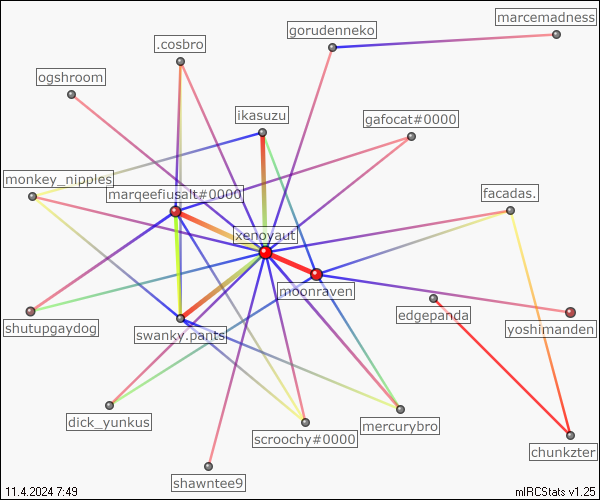 marcemadness
gorudenneko
.cosbro
ogshroom
ikasuzu
gafocat#0000
monkey_nipples
marqeefiusalt#0000
facadas.
xenoyaut
moonraven
edgepanda
shutupgaydog
yoshimanden
swanky.pants
dick_yunkus
mercurybro
scroochy#0000
chunkzter
shawntee9
11.4.2024 7:49
mIRCStats v1.25